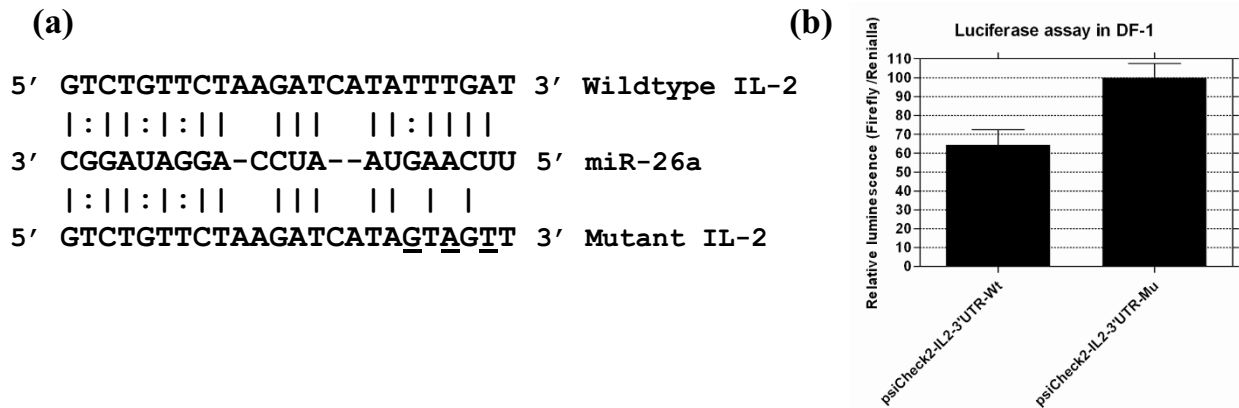 (a)
5' GTCTGTTCTAAGATCATATTTGAT 3' Wildtype IL-2
|:||:|:|| ||| ||:||||
3' CGGAUAGGA-CCUA--AUGAACUU 5' miR-26a
|:||:|:|| ||| || | |
5' GTCTGTTCTAAGATCATAGTAGTT 3' Mutant IL-2
(b)
Luciferase assay in DF-1
Relative luminescence (Firefly /Renialla)
110
100
90
80
70
60
50
40
30
20
10
0
psiCheck2-IL2-3'UTR-Wt
psiCheck2-IL2-3'UTR-Mu